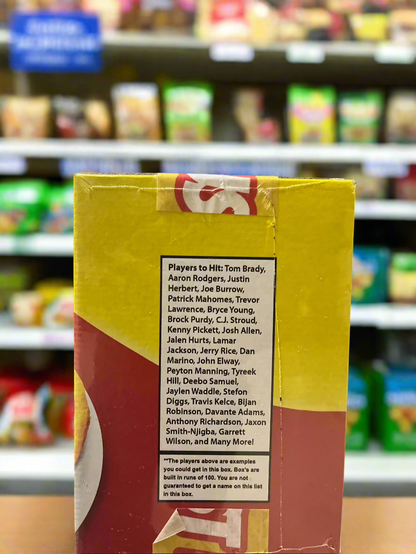 Players to Hit: Tom Brady,
Aaron Rodgers, Justin
Herbert, Joe Burrow,
Patrick Mahomes, Trevor
Lawrence, Bryce Young,
Brock Purdy, C.J. Stroud,
Kenny Pickett, Josh Allen,
Jalen Hurts, Lamar
Jackson, Jerry Rice, Dan
Marino, John Elway,
Peyton Manning, Tyreek
Hill, Deebo Samuel,
Jaylen Waddle, Stefon
Diggs, Travis Kelce, Bijan
Robinson, Davante Adams,
Anthony Richardson, Jaxon
Smith-Njigba, Garrett
Wilson, and Many More!
**The players above are examples
you could get in this box. Box's are
built in runs of 100. You are not
guaranteed to get a name on this list
in this box.